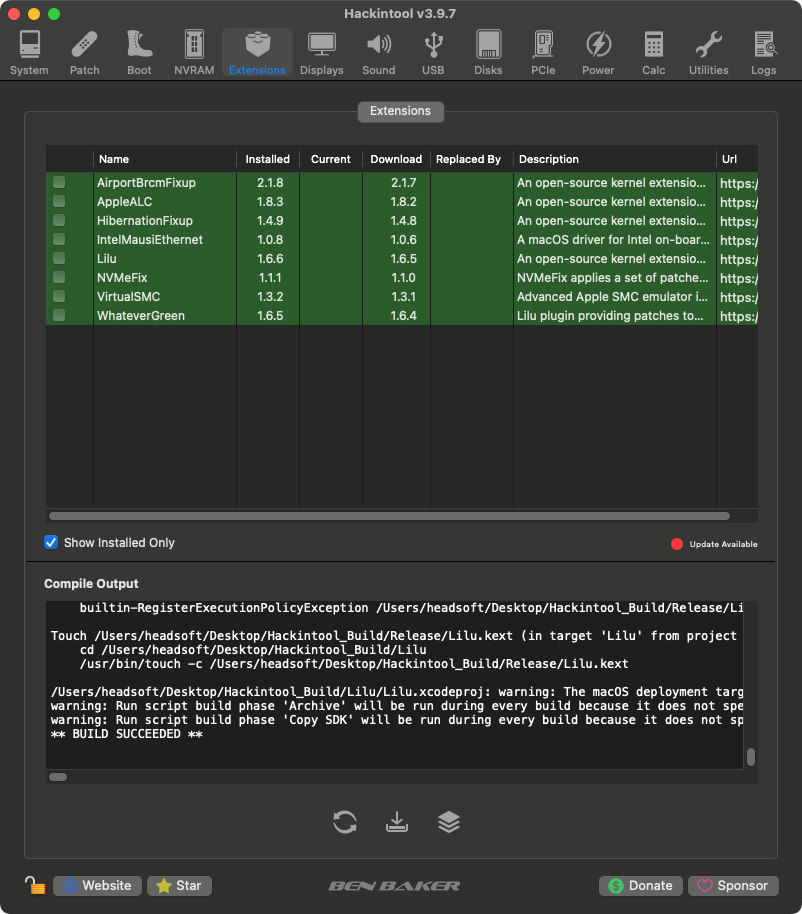 Hackintool v3.9.7
System Patch Boot NVRAM Extensions Displays Sound USB Disks PCIe Power Calc Utilities Logs
Extensions
Name Installed Current Download Replaced By Description Url
AirportBrcmFixup 2.1.8 2.1.7 An open-source kernel extensio... https:/
AppleALC 1.8.3 1.8.2 An open-source kernel extensio... https:/
HibernationFixup 1.4.9 1.4.8 An open-source kernel extensio... https:/
IntelMausiEthernet 1.0.8 1.0.6 A macOS driver for Intel on-boar... https:/
Lilu 1.6.6 1.6.5 An open-source kernel extensio... https:/
NVMeFix 1.1.1 1.1.0 NVMeFix applies a set of patche... https:/
VirtualSMC 1.3.2 1.3.1 Advanced Apple SMC emulator i... https:/
WhateverGreen 1.6.5 1.6.4 Lilu plugin providing patches to... https:/
Show Installed Only
Update Available
Compile Output
builtin-RegisterExecutionPolicyException /Users/headsoft/Desktop/Hackintool_Build/Release/Li
Touch /Users/headsoft/Desktop/Hackintool_Build/Release/Lilu.kext (in target 'Lilu' from project
cd /Users/headsoft/Desktop/Hackintool_Build/Lilu
/usr/bin/touch -c /Users/headsoft/Desktop/Hackintool_Build/Release/Lilu.kext
/Users/headsoft/Desktop/Hackintool_Build/Lilu/Lilu.xcodeproj: warning: The macOS deployment targ
warning: Run script build phase 'Archive' will be run during every build because it does not spe
warning: Run script build phase 'Copy SDK' will be run during every build because it does not sp
** BUILD SUCCEEDED **
Website Star BEN BAKER Donate Sponsor